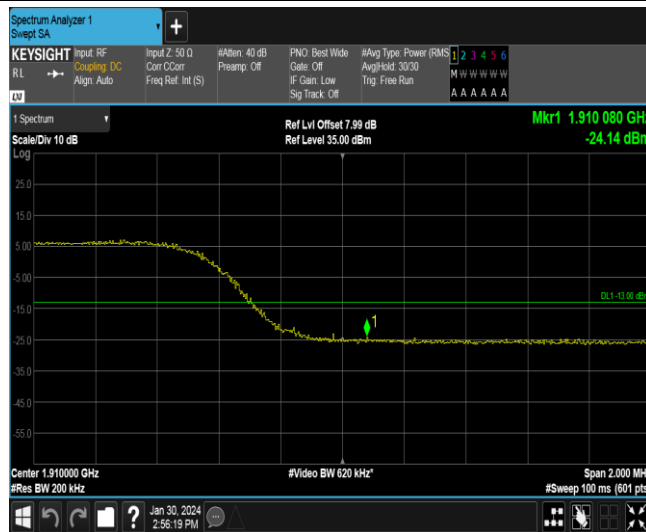 Spectrum Analyzer 1
Swept SA
+
KEYSIGHT Input: RF Input Z: 50 Ω #Atten: 40 dB PNO: Best Wide #Avg Type: Power (RMS 1 2 3 4 5 6
RL Coupling: DC Corr CCorr Preamp: Off Gate: Off Avg|Hold: 30/30 M W W W W W
Align: Auto Freq Ref: Int (S) IF Gain: Low Trig: Free Run
Sig Track: Off A A A A A A
LXI
1 Spectrum Ref Lvl Offset 7.99 dB Mkr1 1.910 080 GHz
Scale/Div 10 dB Ref Level 35.00 dBm -24.14 dBm
Log
25.0
15.0
5.00
-5.00
DL1 -13.00 dBm
-15.0
1
-25.0
-35.0
-45.0
-55.0
Center 1.910000 GHz #Video BW 620 kHz* Span 2.000 MH
#Res BW 200 kHz #Sweep 100 ms (601 pts
? Jan 30, 2024
2:56:19 PM